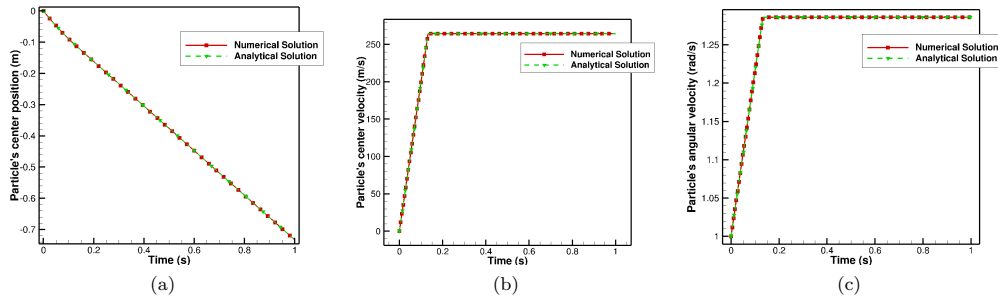 0
-0.1
-0.2
-0.3
-0.4
-0.5
-0.6
-0.7
Particle's center position (m)
0
0.2
0.4
0.6
0.8
1
Time (s)
Numerical Solution
Analytical Solution
(a)
250
200
150
100
50
0
Particle's center velocity (m/s)
0
0.2
0.4
0.6
0.8
1
Time (s)
Numerical Solution
Analytical Solution
(b)
1.25
1.2
1.15
1.1
1.05
1
Particle's angular velocity (rad/s)
0
0.2
0.4
0.6
0.8
1
Time (s)
Numerical Solution
Analytical Solution
(c)